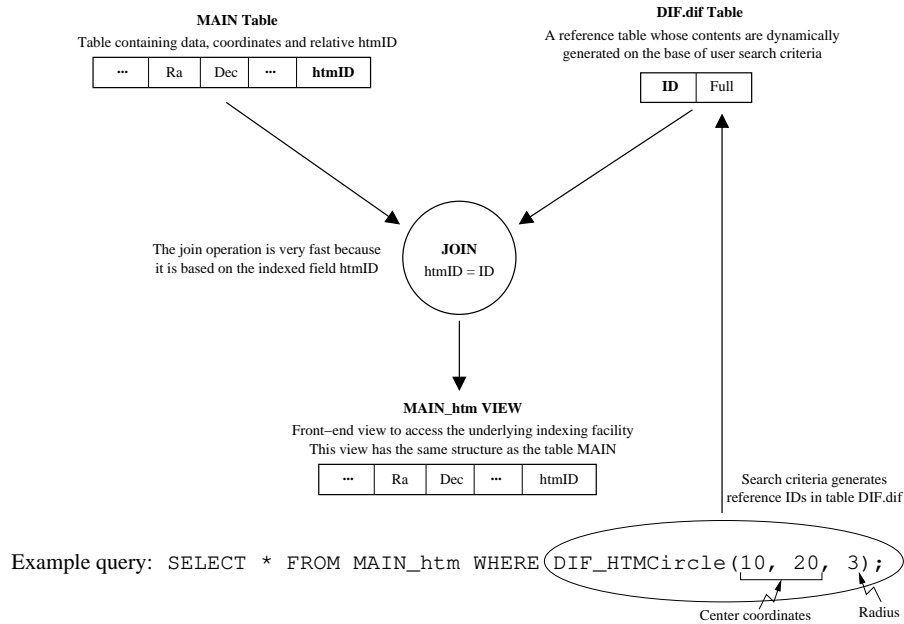 MAIN Table
Table containing data, coordinates and relative htmID
... Ra Dec ... htmID
DIF.dif Table
A reference table whose contents are dynamically
generated on the base of user search criteria
ID Full
The join operation is very fast because
it is based on the indexed field htmID
JOIN
htmID = ID
MAIN_htm VIEW
Front−end view to access the underlying indexing facility
This view has the same structure as the table MAIN
... Ra Dec ... htmID
Search criteria generates
reference IDs in table DIF.dif
Example query: SELECT * FROM MAIN_htm WHERE DIF_HTMCircle(10, 20, 3);
Center coordinates Radius